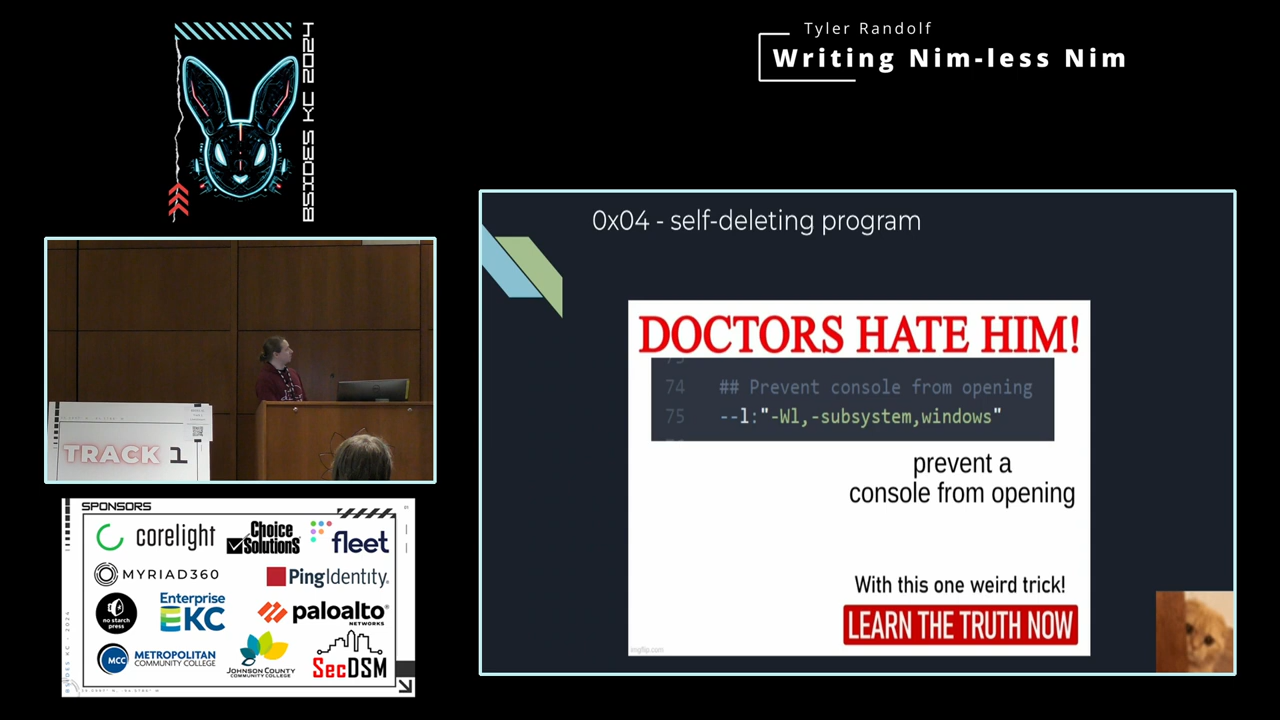 Tyler Randolf
Writing Nim-less Nim
BSIDES KC 2024
0x04 - self-deleting program
DOCTORS HATE HIM!
74 ## Prevent console from opening
75 --l:"-Wl,-subsystem,windows"
prevent a
console from opening
With this one weird trick!
LEARN THE TRUTH NOW
imgflip.com
TRACK 1
SPONSORS
corelight
Choice
Solutions
fleet
MYRIAD360
PingIdentity.
no starch
press
Enterprise
KC
paloalto
NETWORKS
MCC
METROPOLITAN
COMMUNITY COLLEGE
JOHNSON COUNTY
COMMUNITY COLLEGE
SecDSM